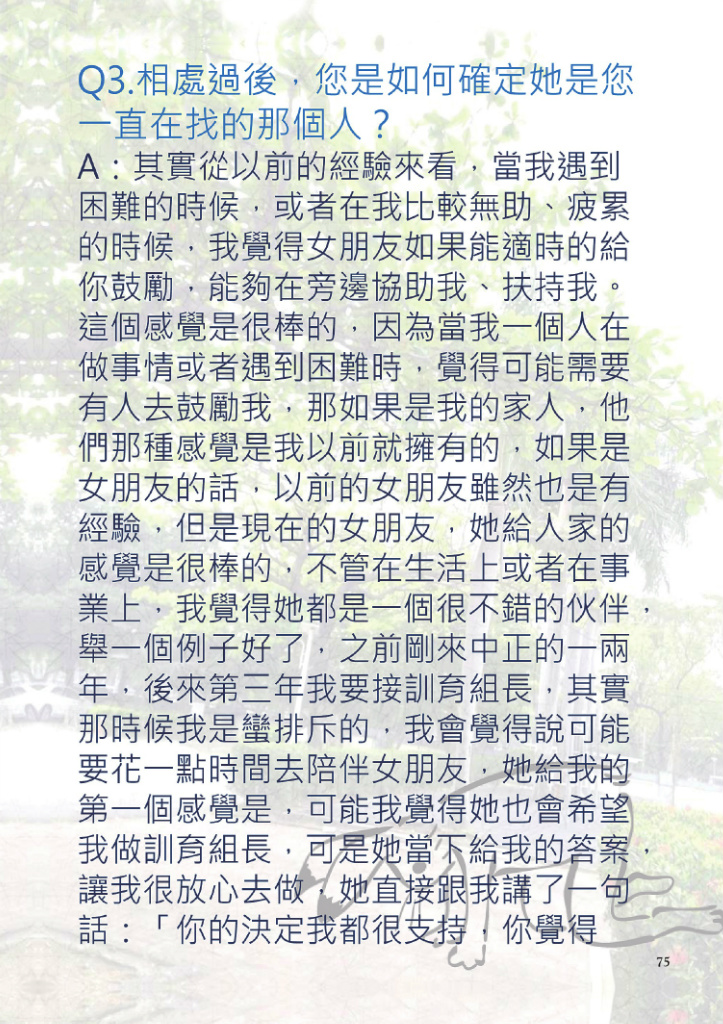 Q3.相處過後，您是如何確定她是您
一直在找的那個人？
A：其實從以前的經驗來看，當我遇到
困難的時候，或者在我比較無助、疲累
的時候，我覺得女朋友如果能適時的給
你鼓勵，能夠在旁邊協助我、扶持我。
這個感覺是很棒的，因為當我一個人在
做事情或者遇到困難時，覺得可能需要
有人去鼓勵我，那如果是我的家人，他
們那種感覺是我以前就擁有的，如果是
女朋友的話，以前的女朋友雖然也是有
經驗，但是現在的女朋友，她給人家的
感覺是很棒的，不管在生活上或者在事
業上，我覺得她都是一個很不錯的伙伴，
舉一個例子好了，之前剛來中正的一兩
年，後來第三年我要接訓育組長，其實
那時候我是蠻排斥的，我會覺得說可能
要花一點時間去陪伴女朋友，她給我的
第一個感覺是，可能我覺得她也會希望
我做訓育組長，可是她當下給我的答案，
讓我很放心去做，她直接跟我講了一句
話：「你的決定我都很支持，你覺得
75